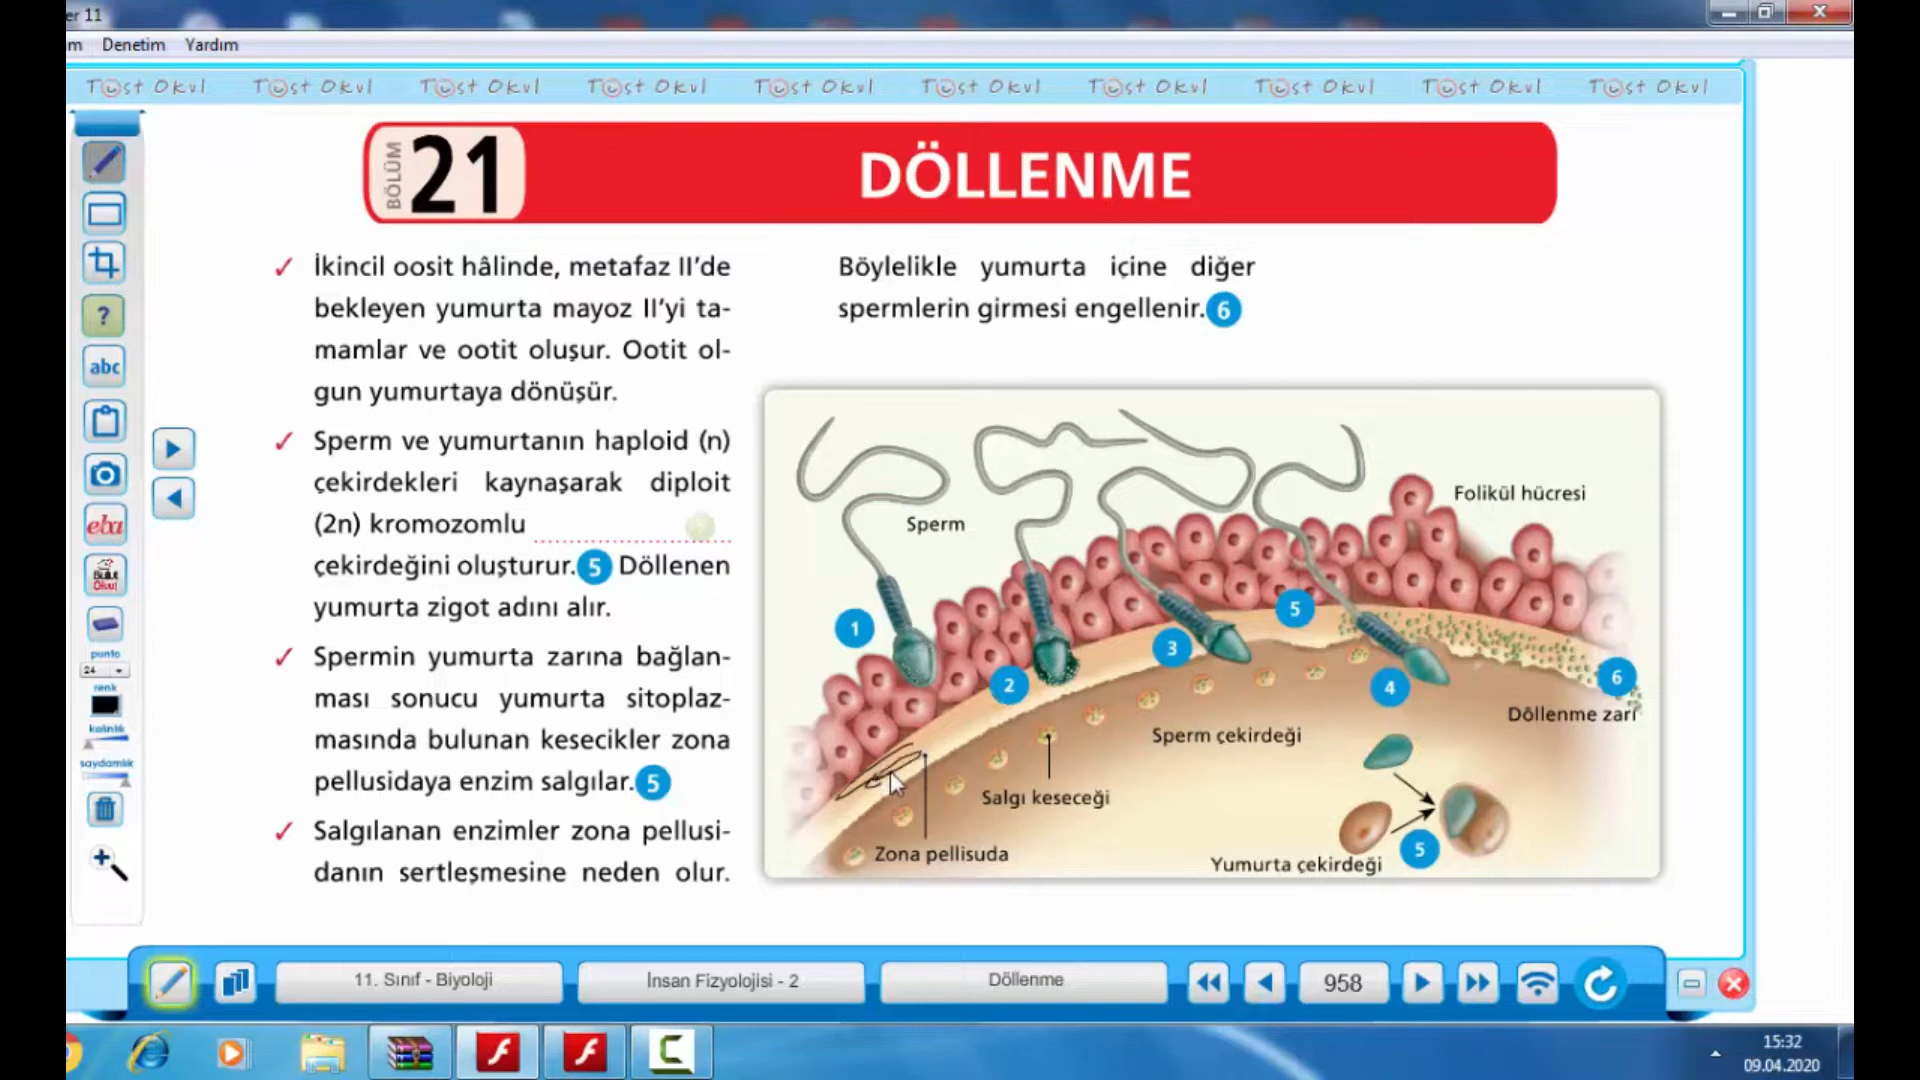 er 11
m Denetim Yardım
Test Okul Test Okul Test Okul Test Okul Test Okul Test Okul Test Okul Test Okul Test Okul Test Okul
BÖLÜM 21 DÖLLENME
✓ İkincil oosit hâlinde, metafaz II’de
bekleyen yumurta mayoz II’yi ta-
mamlar ve ootit oluşur. Ootit ol-
gun yumurtaya dönüşür.
✓ Sperm ve yumurtanın haploid (n)
çekirdekleri kaynaşarak diploit
(2n) kromozomlu
çekirdeğini oluşturur. 5 Döllenen
yumurta zigot adını alır.
✓ Spermin yumurta zarına bağlan-
ması sonucu yumurta sitoplaz-
masında bulunan kesecikler zona
pellusidaya enzim salgılar. 5
✓ Salgılanan enzimler zona pellusi-
danın sertleşmesine neden olur.
Böylelikle yumurta içine diğer
spermlerin girmesi engellenir. 6
Folikül hücresi
Sperm
1
2
3
5
4
6
Döllenme zarı
Sperm çekirdeği
Salgı keseceği
Zona pellisuda
Yumurta çekirdeği
5
?
abc
eba
Bulut
Okul
punto
24
renk
kalınlık
saydamlık
11. Sınıf - Biyoloji
İnsan Fizyolojisi - 2
Döllenme
958
15:32
09.04.2020